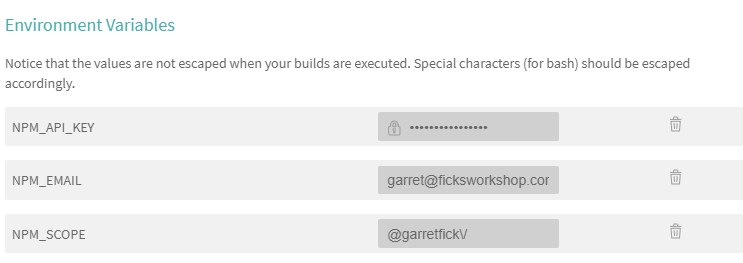 Environment Variables
Notice that the values are not escaped when your builds are executed. Special characters (for bash) should be escaped
accordingly.
NPM_API_KEY ••••••••••••••••
NPM_EMAIL garret@ficksworkshop.cor
NPM_SCOPE @garretfick\/